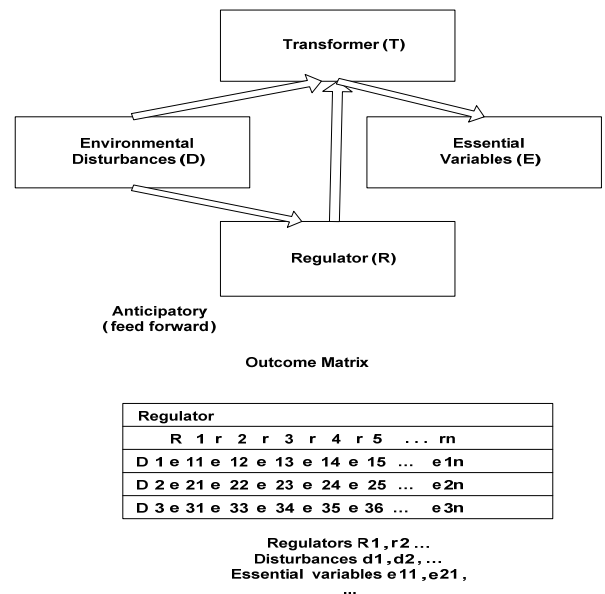 Transformer (T)
Environmental
Disturbances (D)
Essential
Variables (E)
Regulator (R)
Anticipatory
(feed forward)
Outcome Matrix
Regulator
R 1 r 2 r 3 r 4 r 5 ... rn
D 1 e 11 e 12 e 13 e 14 e 15 ... e1n
D 2 e 21 e 22 e 23 e 24 e 25 ... e2n
D 3 e 31 e 33 e 34 e 35 e 36 ... e3n
Regulators R1,r2...
Disturbances d1,d2,...
Essential variables e11,e21,
...